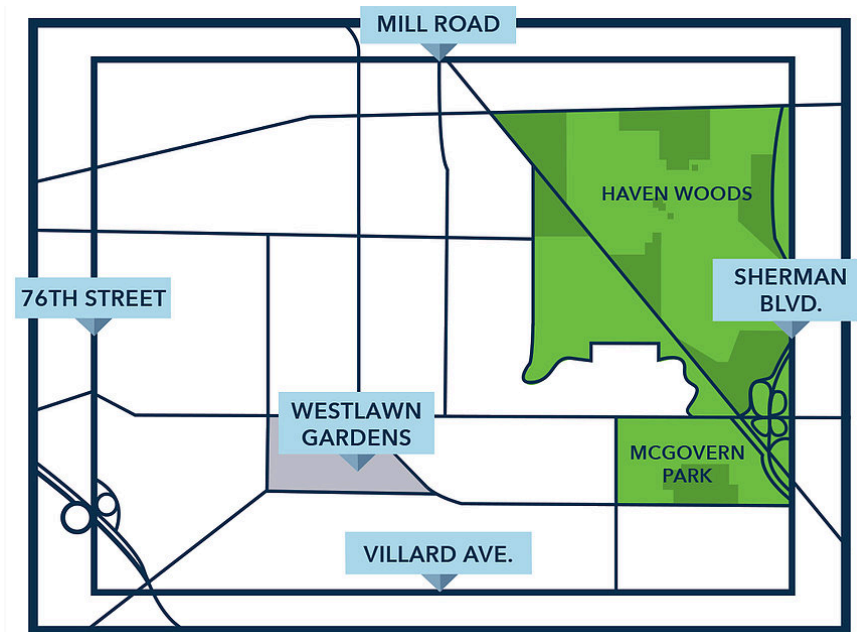 MILL ROAD
HAVEN WOODS
76TH STREET
SHERMAN
BLVD.
WESTLAWN
GARDENS
MCGOVERN
PARK
VILLARD AVE.